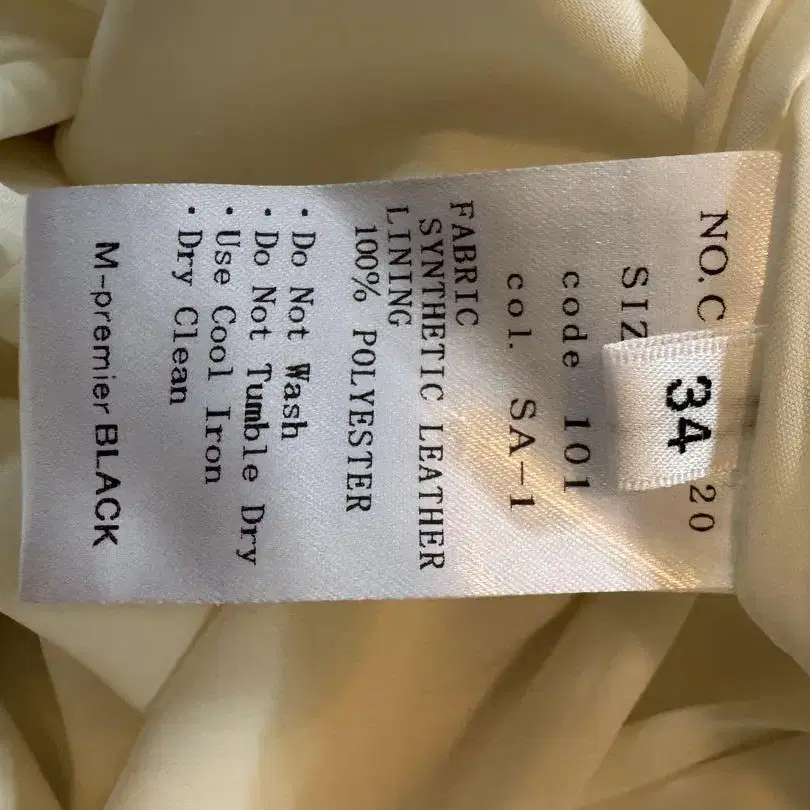 NO.C 20
SIZ
34
code 101
col. SA-1
FABRIC
SYNTHETIC LEATHER
LINING
100% POLYESTER
・Do Not Wash
・Do Not Tumble Dry
・Use Cool Iron
・Dry Clean
M-premier BLACK